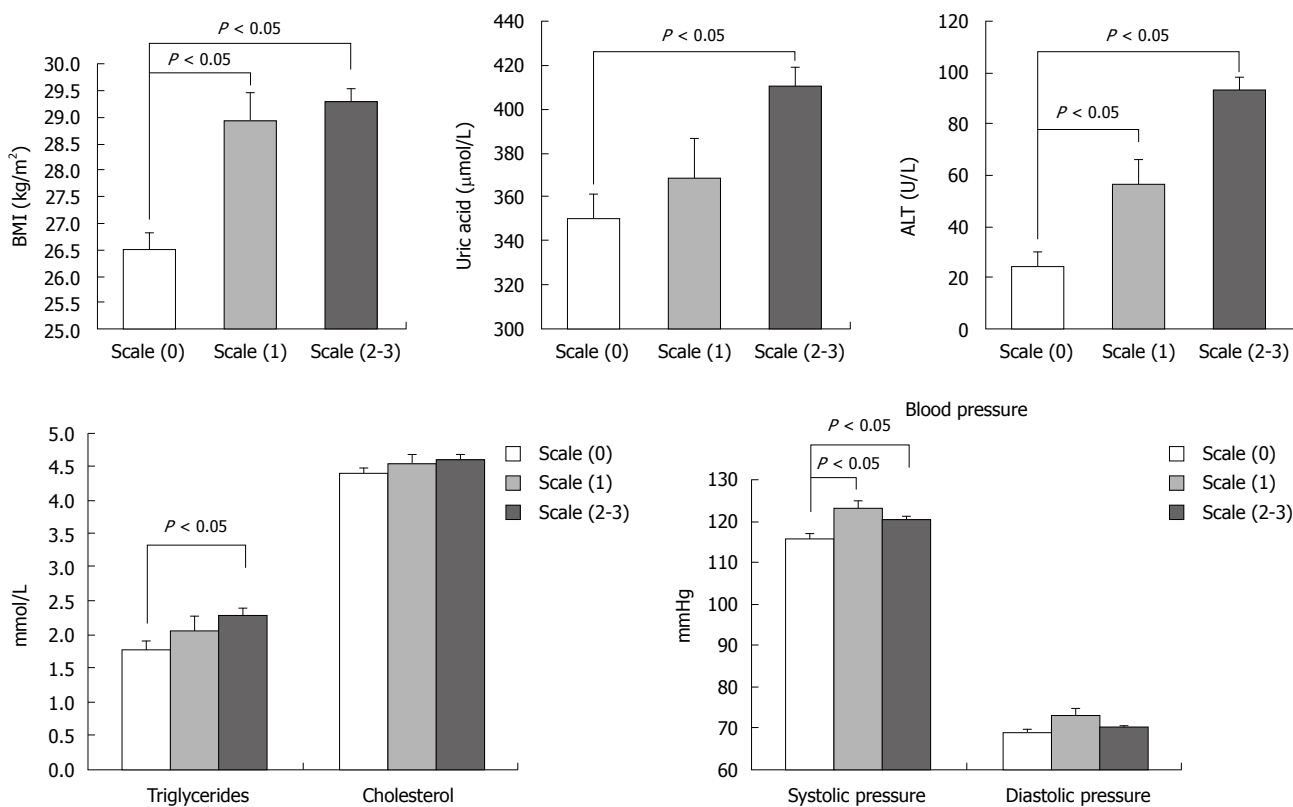 P < 0.05
P < 0.05
BMI (kg/m²)
30.0
29.5
29.0
28.5
28.0
27.5
27.0
26.5
26.0
25.5
25.0
Scale (0) Scale (1) Scale (2-3)
P < 0.05
Uric acid (μmol/L)
440
420
400
380
360
340
320
300
Scale (0) Scale (1) Scale (2-3)
P < 0.05
P < 0.05
ALT (U/L)
120
100
80
60
40
20
0
Scale (0) Scale (1) Scale (2-3)
P < 0.05
mmol/L
5.0
4.5
4.0
3.5
3.0
2.5
2.0
1.5
1.0
0.5
0.0
Triglycerides Cholesterol
Scale (0)
Scale (1)
Scale (2-3)
Blood pressure
P < 0.05
P < 0.05
mmHg
130
120
110
100
90
80
70
60
Systolic pressure Diastolic pressure
Scale (0)
Scale (1)
Scale (2-3)